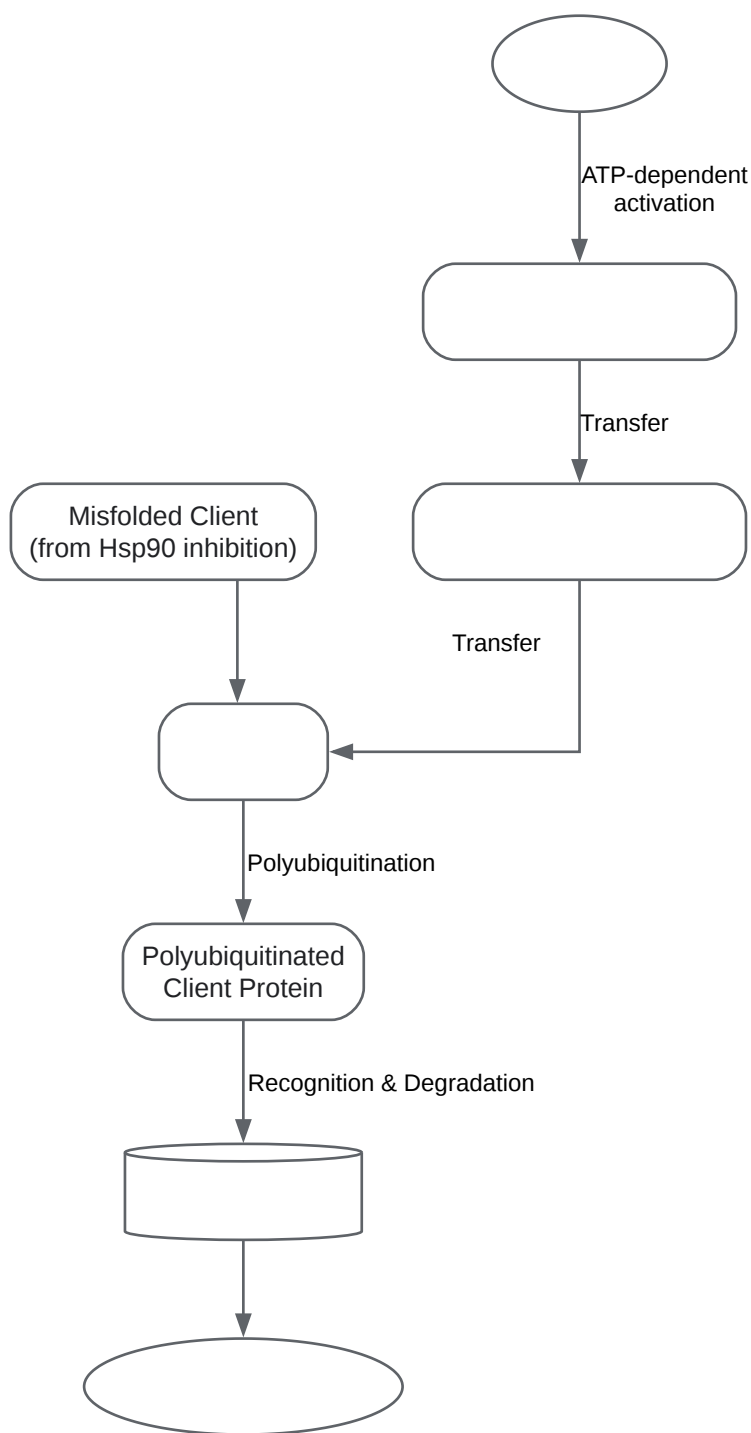 ATP-dependent
activation
Transfer
Misfolded Client
(from Hsp90 inhibition)
Transfer
Polyubiquitination
Polyubiquitinated
Client Protein
Recognition & Degradation